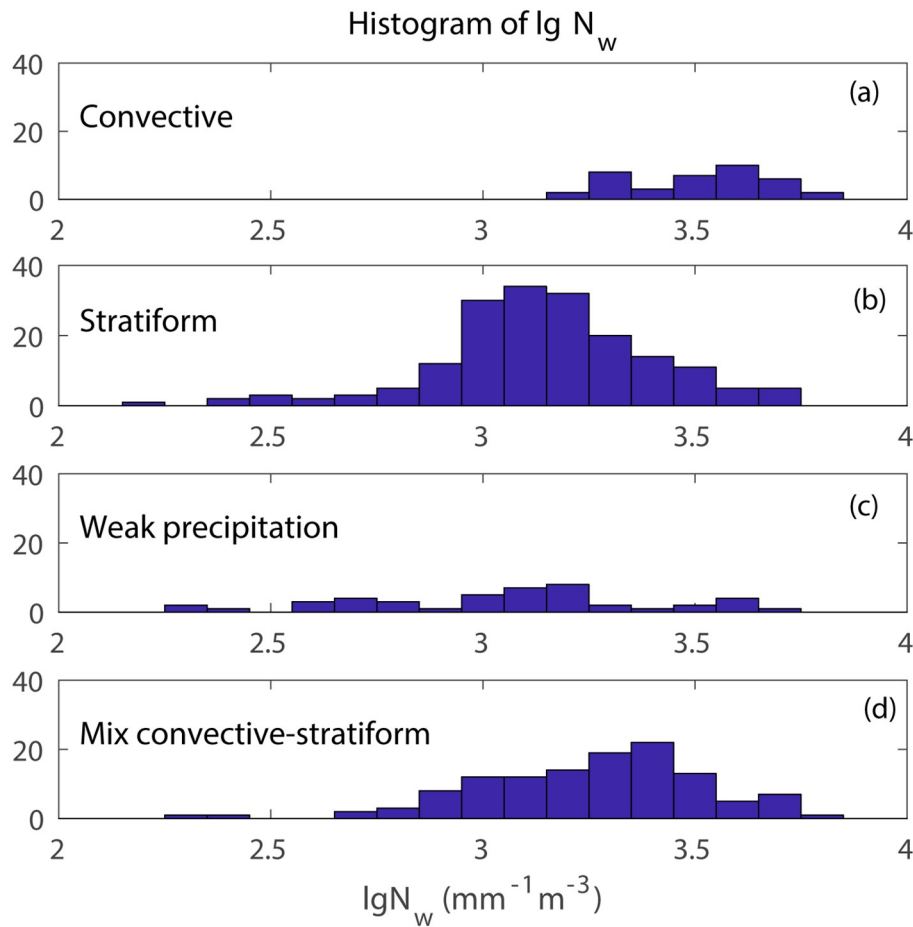 Histogram of lg N_w
40
20
0
Convective
(a)
2 2.5 3 3.5 4
40
20
0
Stratiform
(b)
2 2.5 3 3.5 4
40
20
0
Weak precipitation
(c)
2 2.5 3 3.5 4
40
20
0
Mix convective-stratiform
(d)
2 2.5 3 3.5 4
lgN_w (mm⁻¹m⁻³)